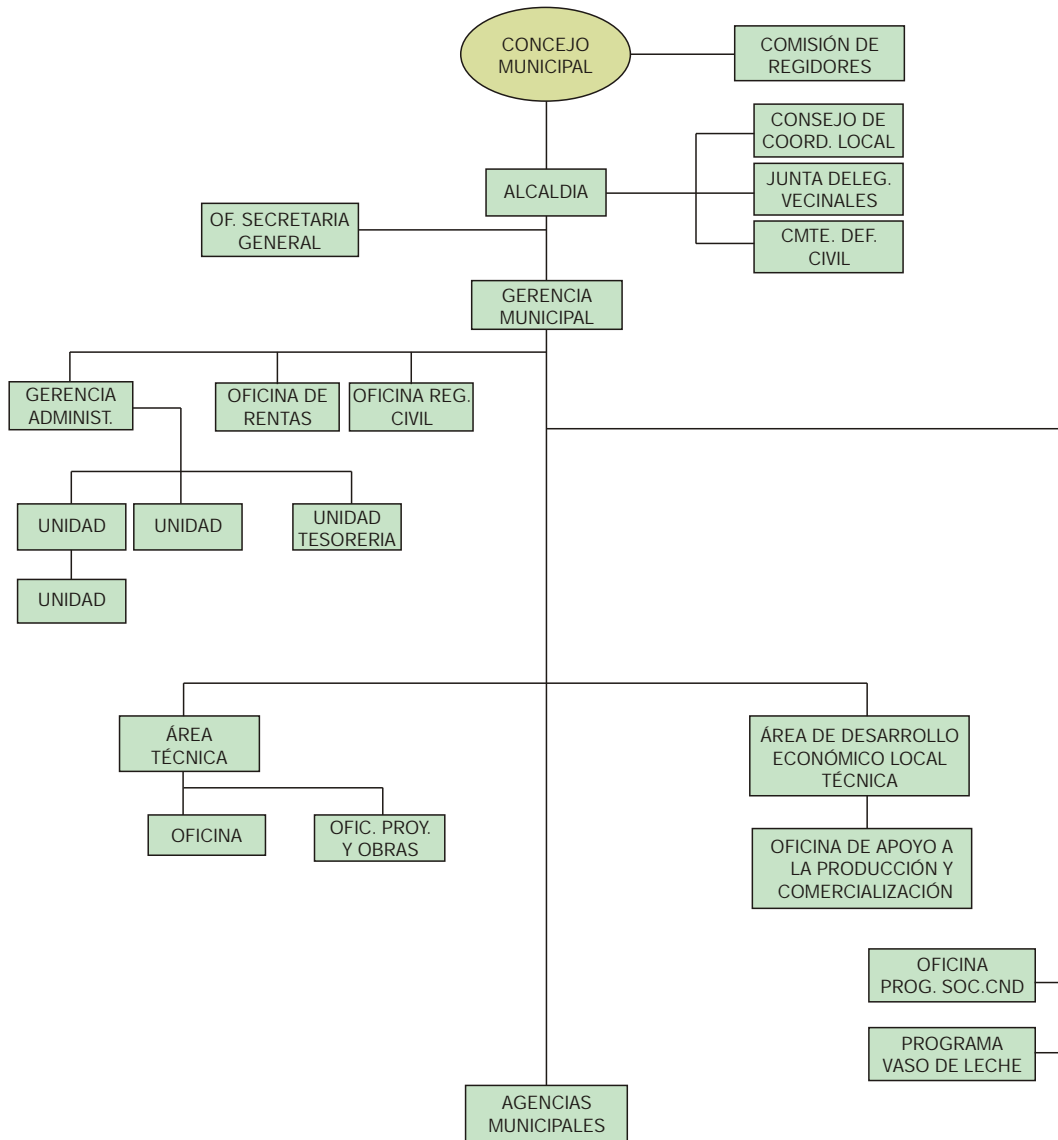 CONCEJO
MUNICIPAL
COMISIÓN DE
REGIDORES
CONSEJO DE
COORD. LOCAL
ALCALDIA
JUNTA DELEG.
VECINALES
OF. SECRETARIA
GENERAL
CMTE. DEF.
CIVIL
GERENCIA
MUNICIPAL
GERENCIA
ADMINIST.
OFICINA DE
RENTAS
OFICINA REG.
CIVIL
UNIDAD
UNIDAD
UNIDAD
TESORERIA
UNIDAD
ÁREA
TÉCNICA
ÁREA DE DESARROLLO
ECONÓMICO LOCAL
TÉCNICA
OFICINA
OFIC. PROY.
Y OBRAS
OFICINA DE APOYO A
LA PRODUCCIÓN Y
COMERCIALIZACIÓN
OFICINA
PROG. SOC.CND
PROGRAMA
VASO DE LECHE
AGENCIAS
MUNICIPALES